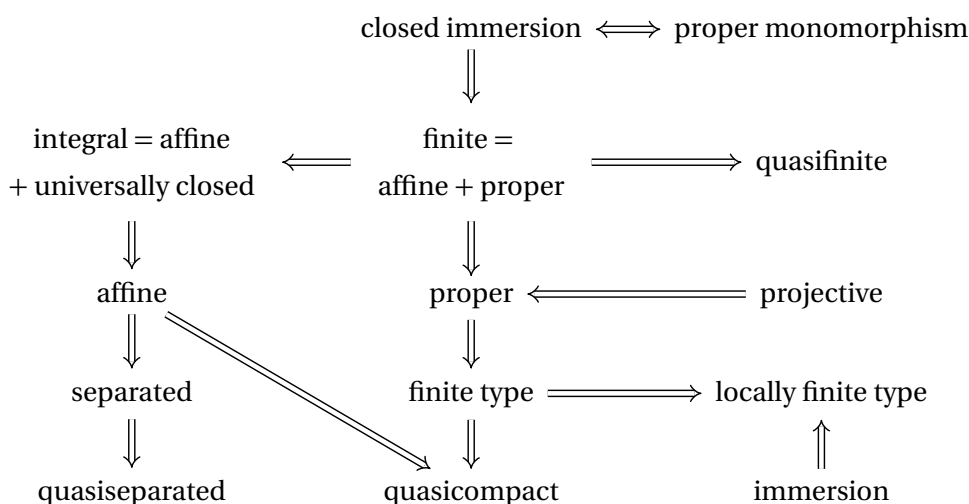 closed immersion proper monomorphism
integral = affine finite =
quasifinite
+ universally closed affine + proper
affine proper projective
separated finite type locally finite type
quasiseparated quasicompact immersion